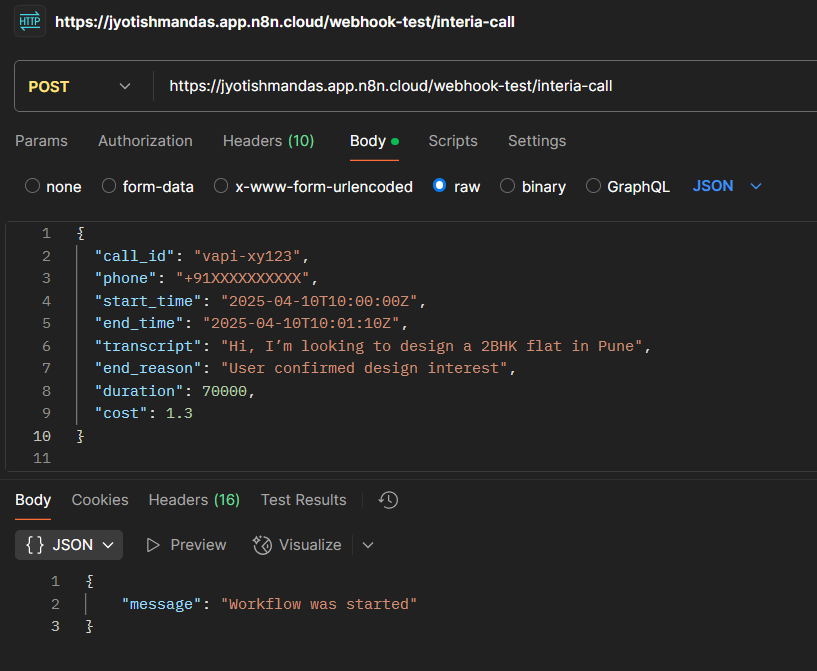 HTTP https://jyotishmandas.app.n8n.cloud/webhook-test/interia-call
POST https://jyotishmandas.app.n8n.cloud/webhook-test/interia-call
Params Authorization Headers (10) Body Scripts Settings
none form-data x-www-form-urlencoded raw binary GraphQL JSON
1 {
2 "call_id": "vapi-xy123",
3 "phone": "+91XXXXXXXXXX",
4 "start_time": "2025-04-10T10:00:00Z",
5 "end_time": "2025-04-10T10:01:10Z",
6 "transcript": "Hi, I’m looking to design a 2BHK flat in Pune",
7 "end_reason": "User confirmed design interest",
8 "duration": 70000,
9 "cost": 1.3
10 }
11
Body Cookies Headers (16) Test Results
{} JSON Preview Visualize
1 {
2 "message": "Workflow was started"
3 }